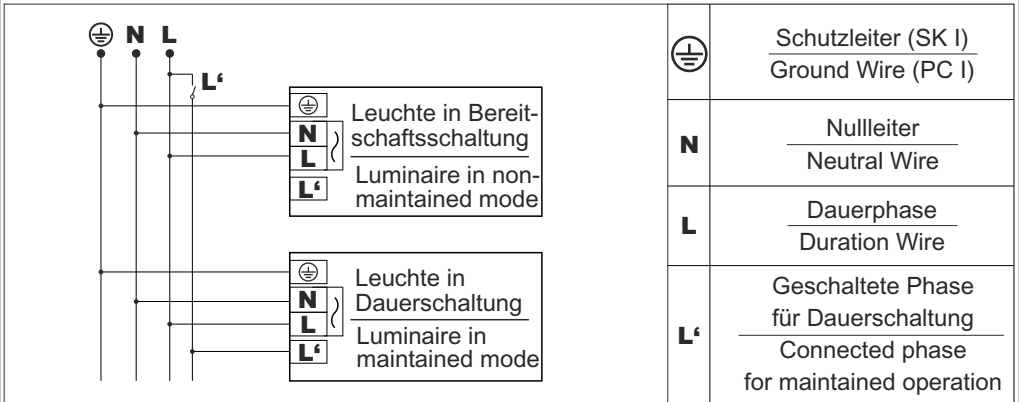 N L
L‘
Leuchte in Bereit-
schaftsschaltung
Luminaire in non-
maintained mode
N
L
L‘
Leuchte in
Dauerschaltung
Luminaire in
maintained mode
N
L
L‘
Schutzleiter (SK I)
Ground Wire (PC I)
N
Nullleiter
Neutral Wire
L
Dauerphase
Duration Wire
L‘
Geschaltete Phase
für Dauerschaltung
Connected phase
for maintained operation